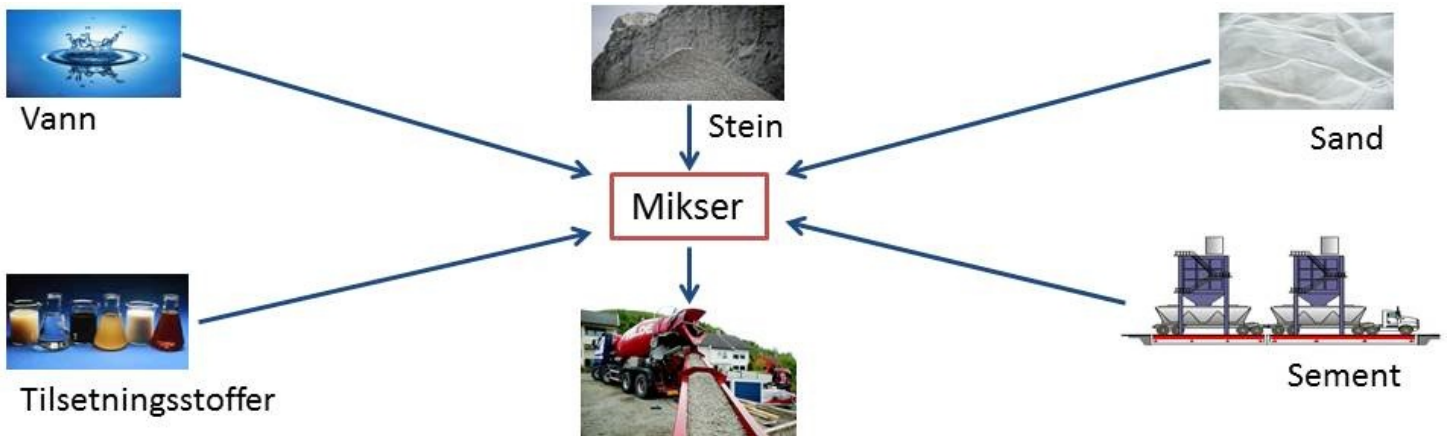 Vann
Stein
Sand
Mikser
Tilsetningsstoffer
Sement